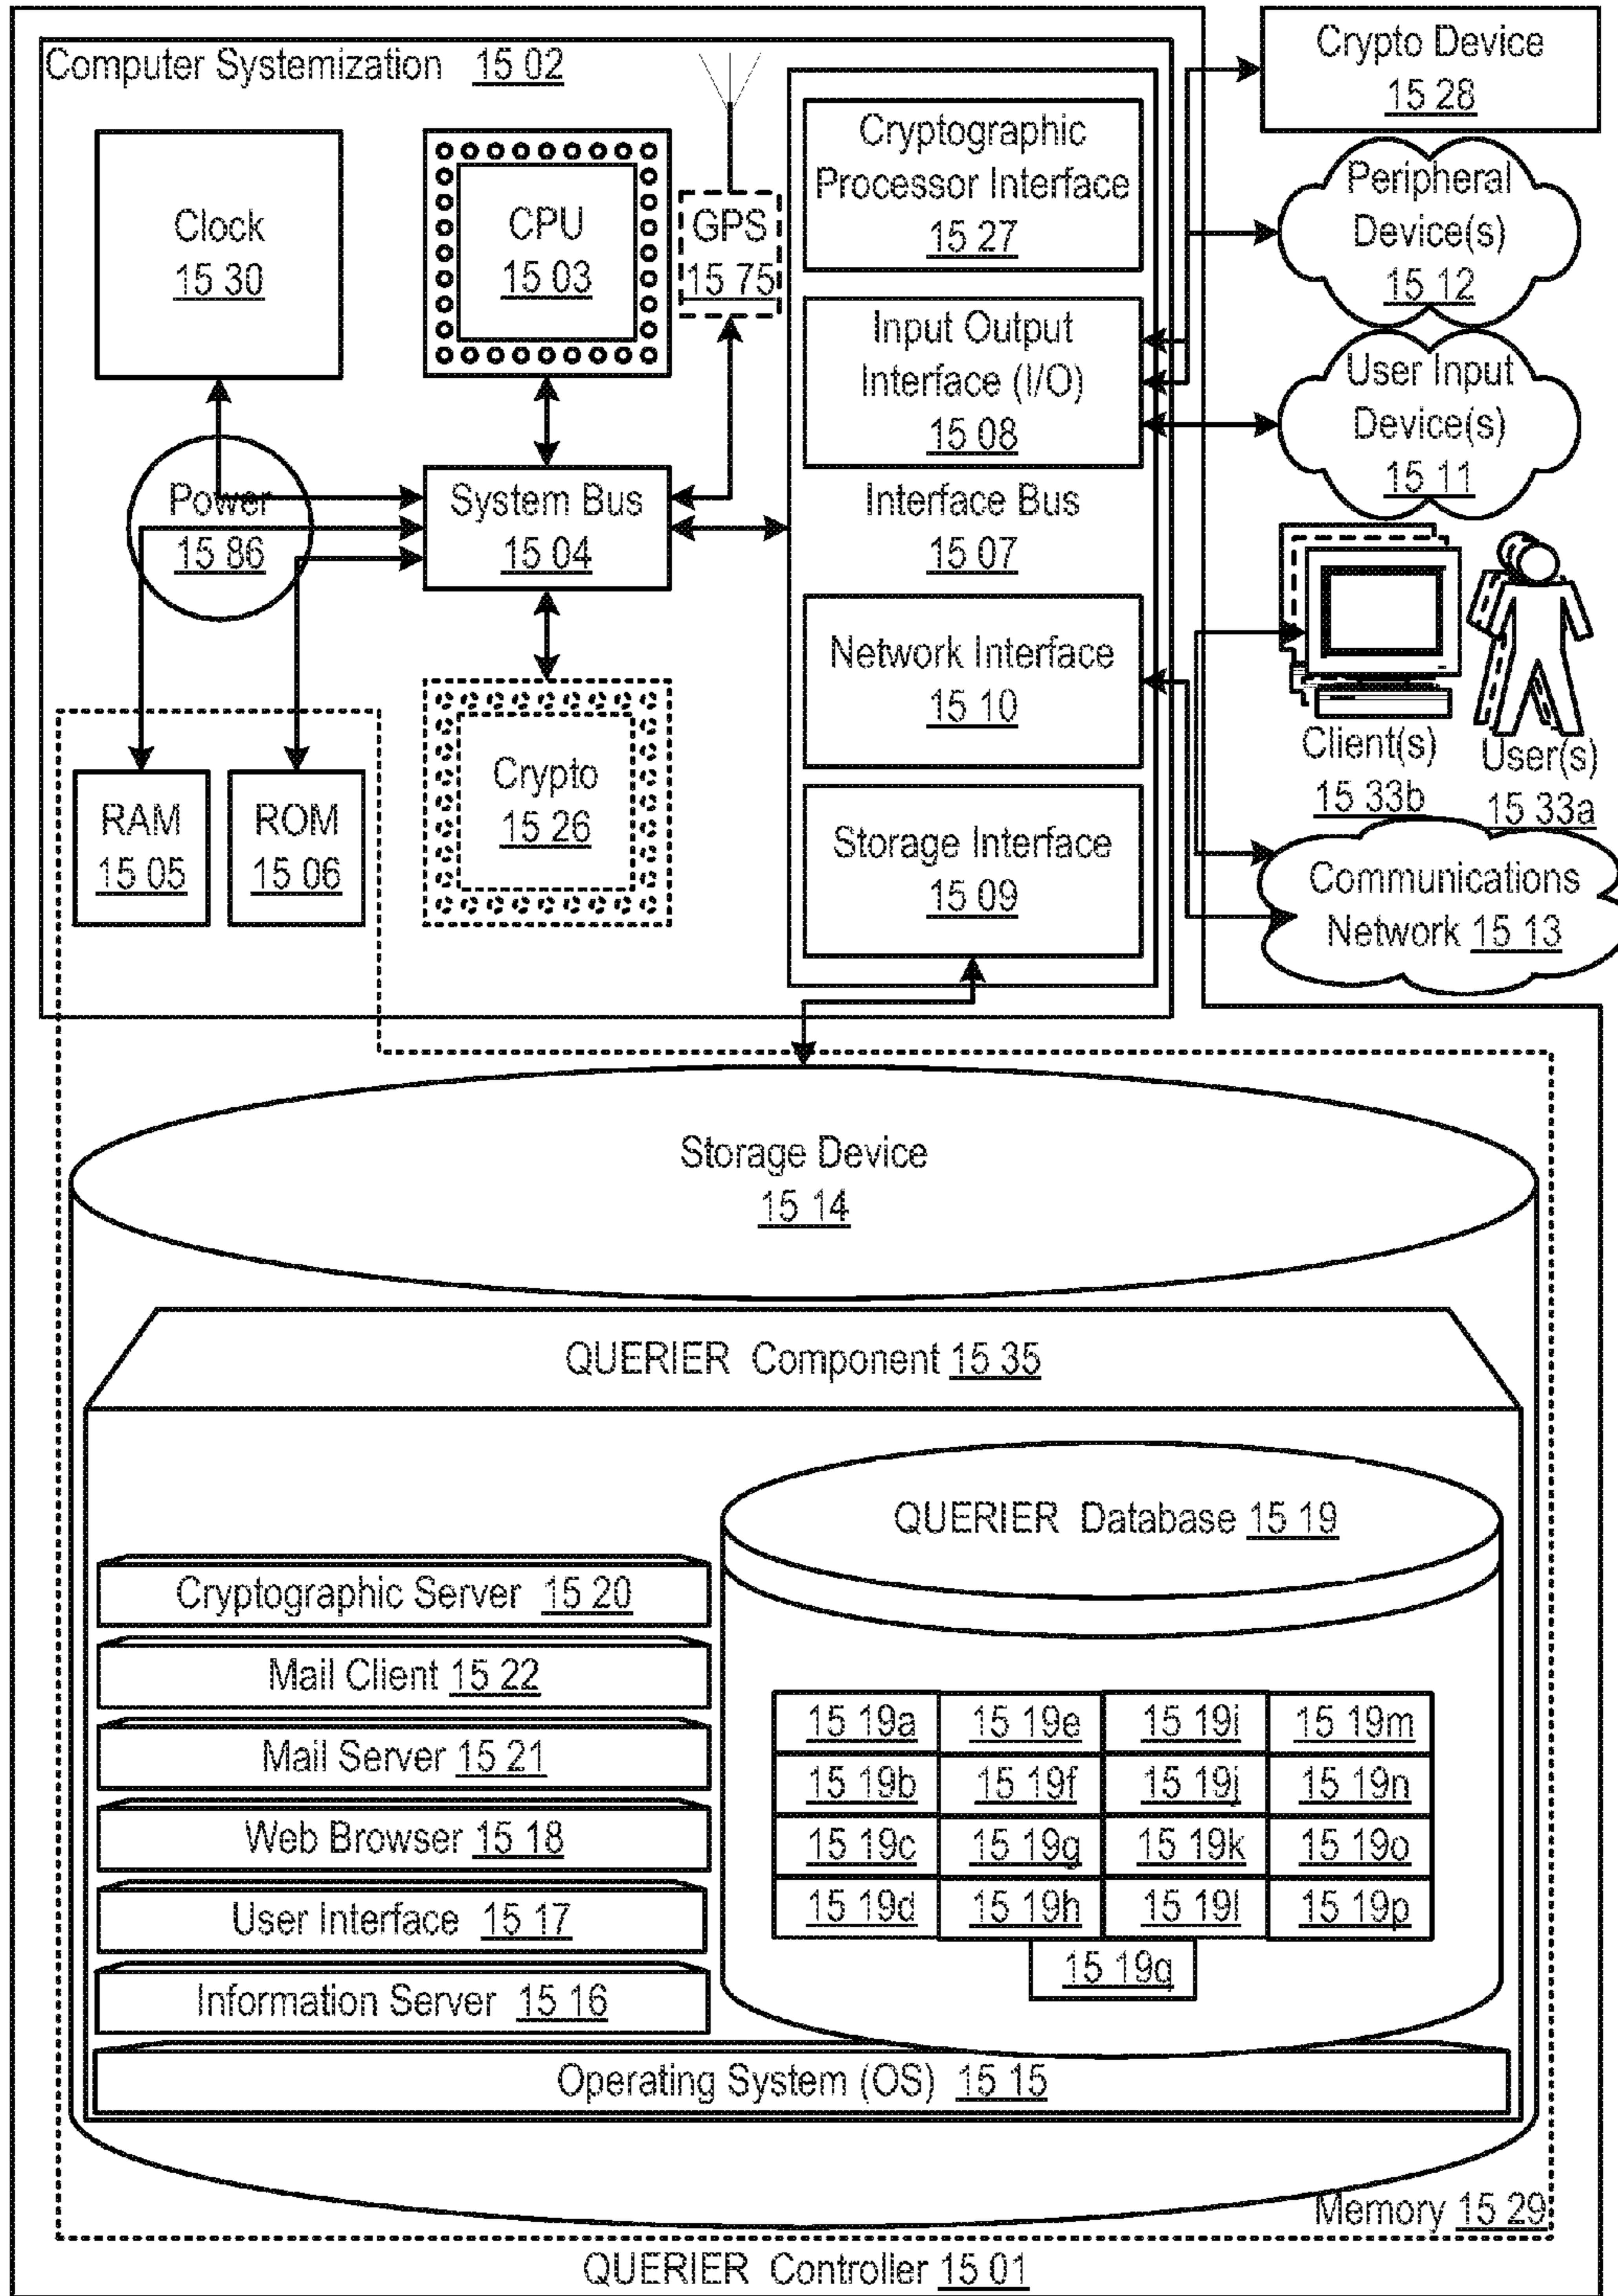 Computer Systemization 15 02
Clock
15 30
CPU
15 03
GPS
15 75
Cryptographic
Processor Interface
15 27
Input Output
Interface (I/O)
15 08
Interface Bus
15 07
Network Interface
15 10
Storage Interface
15 09
Power
15 86
System Bus
15 04
RAM
15 05
ROM
15 06
Crypto
15 26
Crypto Device
15 28
Peripheral
Device(s)
15 12
User Input
Device(s)
15 11
Client(s)
15 33b
User(s)
15 33a
Communications
Network 15 13
Storage Device
15 14
QUERIER Component 15 35
QUERIER Database 15 19
Cryptographic Server 15 20
Mail Client 15 22
Mail Server 15 21
Web Browser 15 18
User Interface 15 17
Information Server 15 16
15 19a 15 19e 15 19i 15 19m
15 19b 15 19f 15 19j 15 19n
15 19c 15 19g 15 19k 15 19o
15 19d 15 19h 15 19l 15 19p
15 19q
Operating System (OS) 15 15
Memory 15 29
QUERIER Controller 15 01